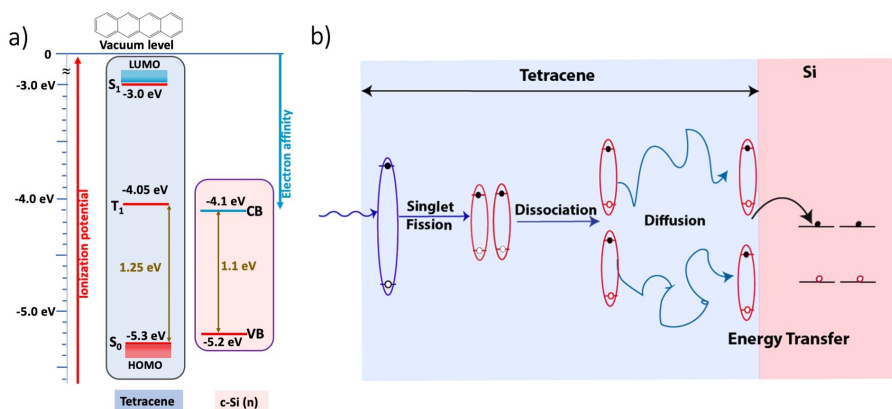 a)
Vacuum level
0
-3.0 eV
-4.0 eV
-5.0 eV
Ionization potential
LUMO
S1
-3.0 eV
-4.05 eV
T1
1.25 eV
-5.3 eV
S0
HOMO
Tetracene
Electron affinity
-4.1 eV
CB
1.1 eV
VB
-5.2 eV
c-Si (n)
b)
Tetracene
Si
Singlet
Fission
Dissociation
Diffusion
Energy Transfer